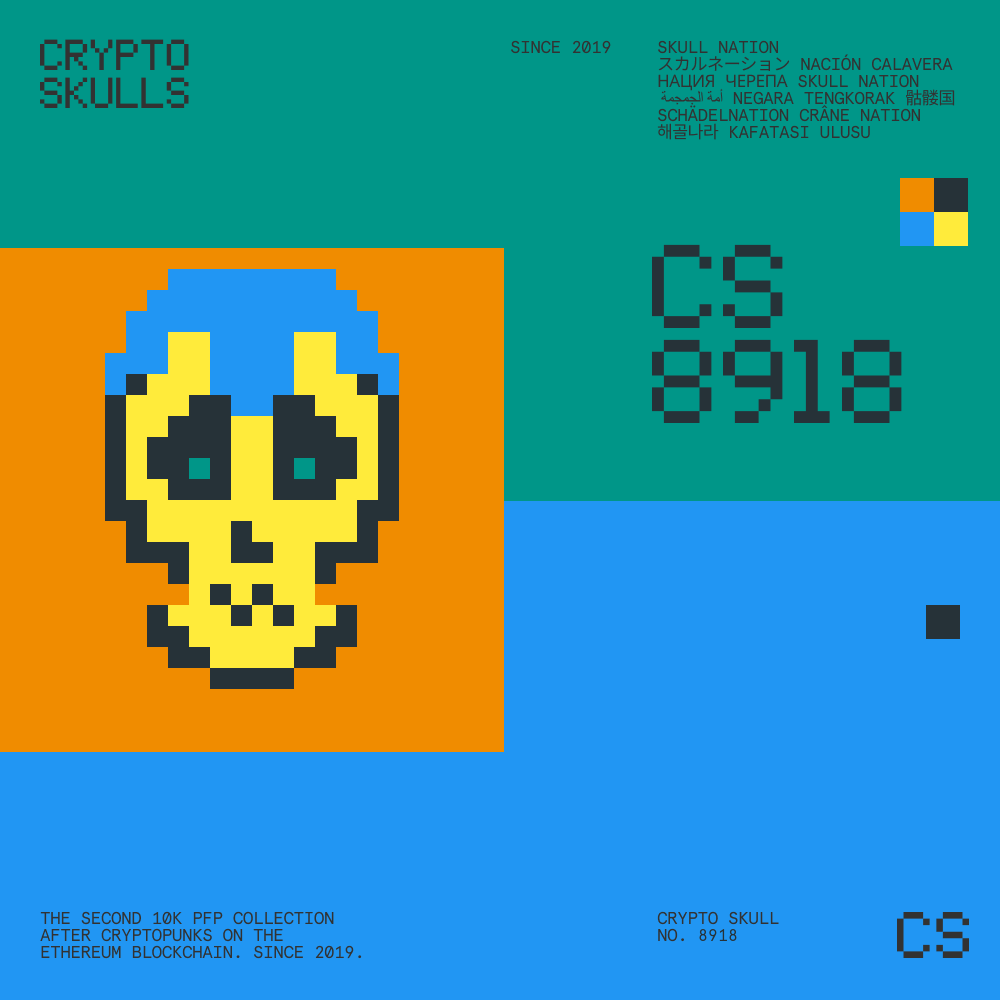 CRYPTO
SKULLS
SINCE 2019
SKULL NATION
スカルネーション NACIÓN CALAVERA
НАЦИЯ ЧЕРЕПА SKULL NATION
أمة الجمجمة NEGARA TENGKORAK 骷髅国
SCHÄDELNATION CRÂNE NATION
해골나라 KAFATASI ULUSU
CS
8918
THE SECOND 10K PFP COLLECTION
AFTER CRYPTOPUNKS ON THE
ETHEREUM BLOCKCHAIN. SINCE 2019.
CRYPTO SKULL
NO. 8918
CS